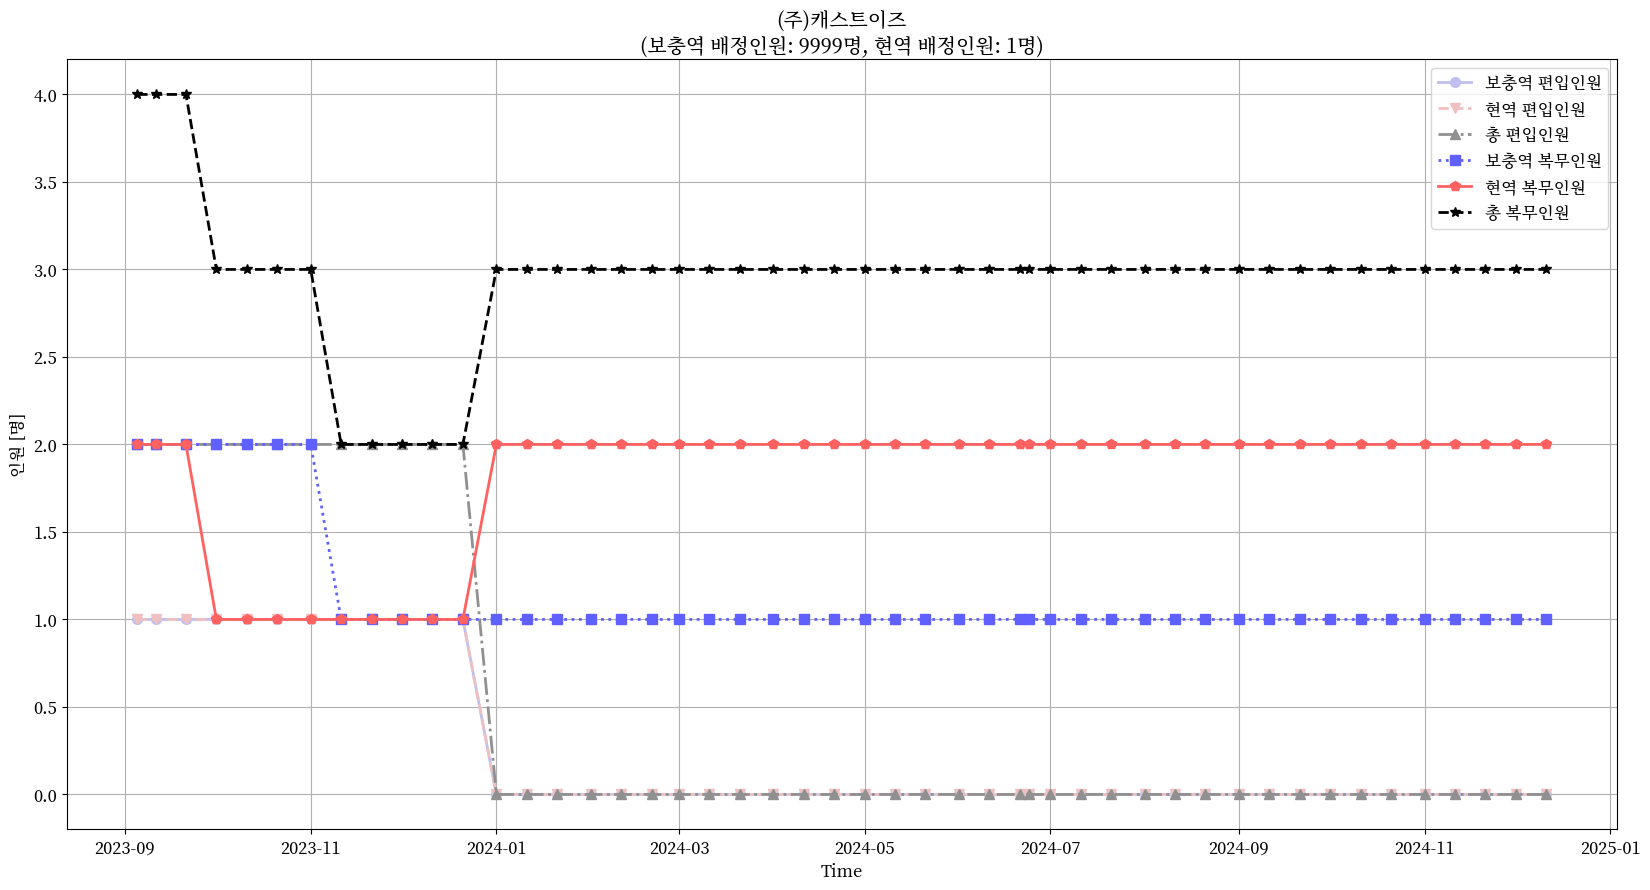 (주)캐스트이즈
(보충역 배정인원: 9999명, 현역 배정인원: 1명)
보충역 편입인원
현역 편입인원
총 편입인원
보충역 복무인원
현역 복무인원
총 복무인원
4.0
3.5
3.0
2.5
2.0
1.5
1.0
0.5
0.0
인원 [명]
2023-09 2023-11 2024-01 2024-03 2024-05 2024-07 2024-09 2024-11 2025-01
Time